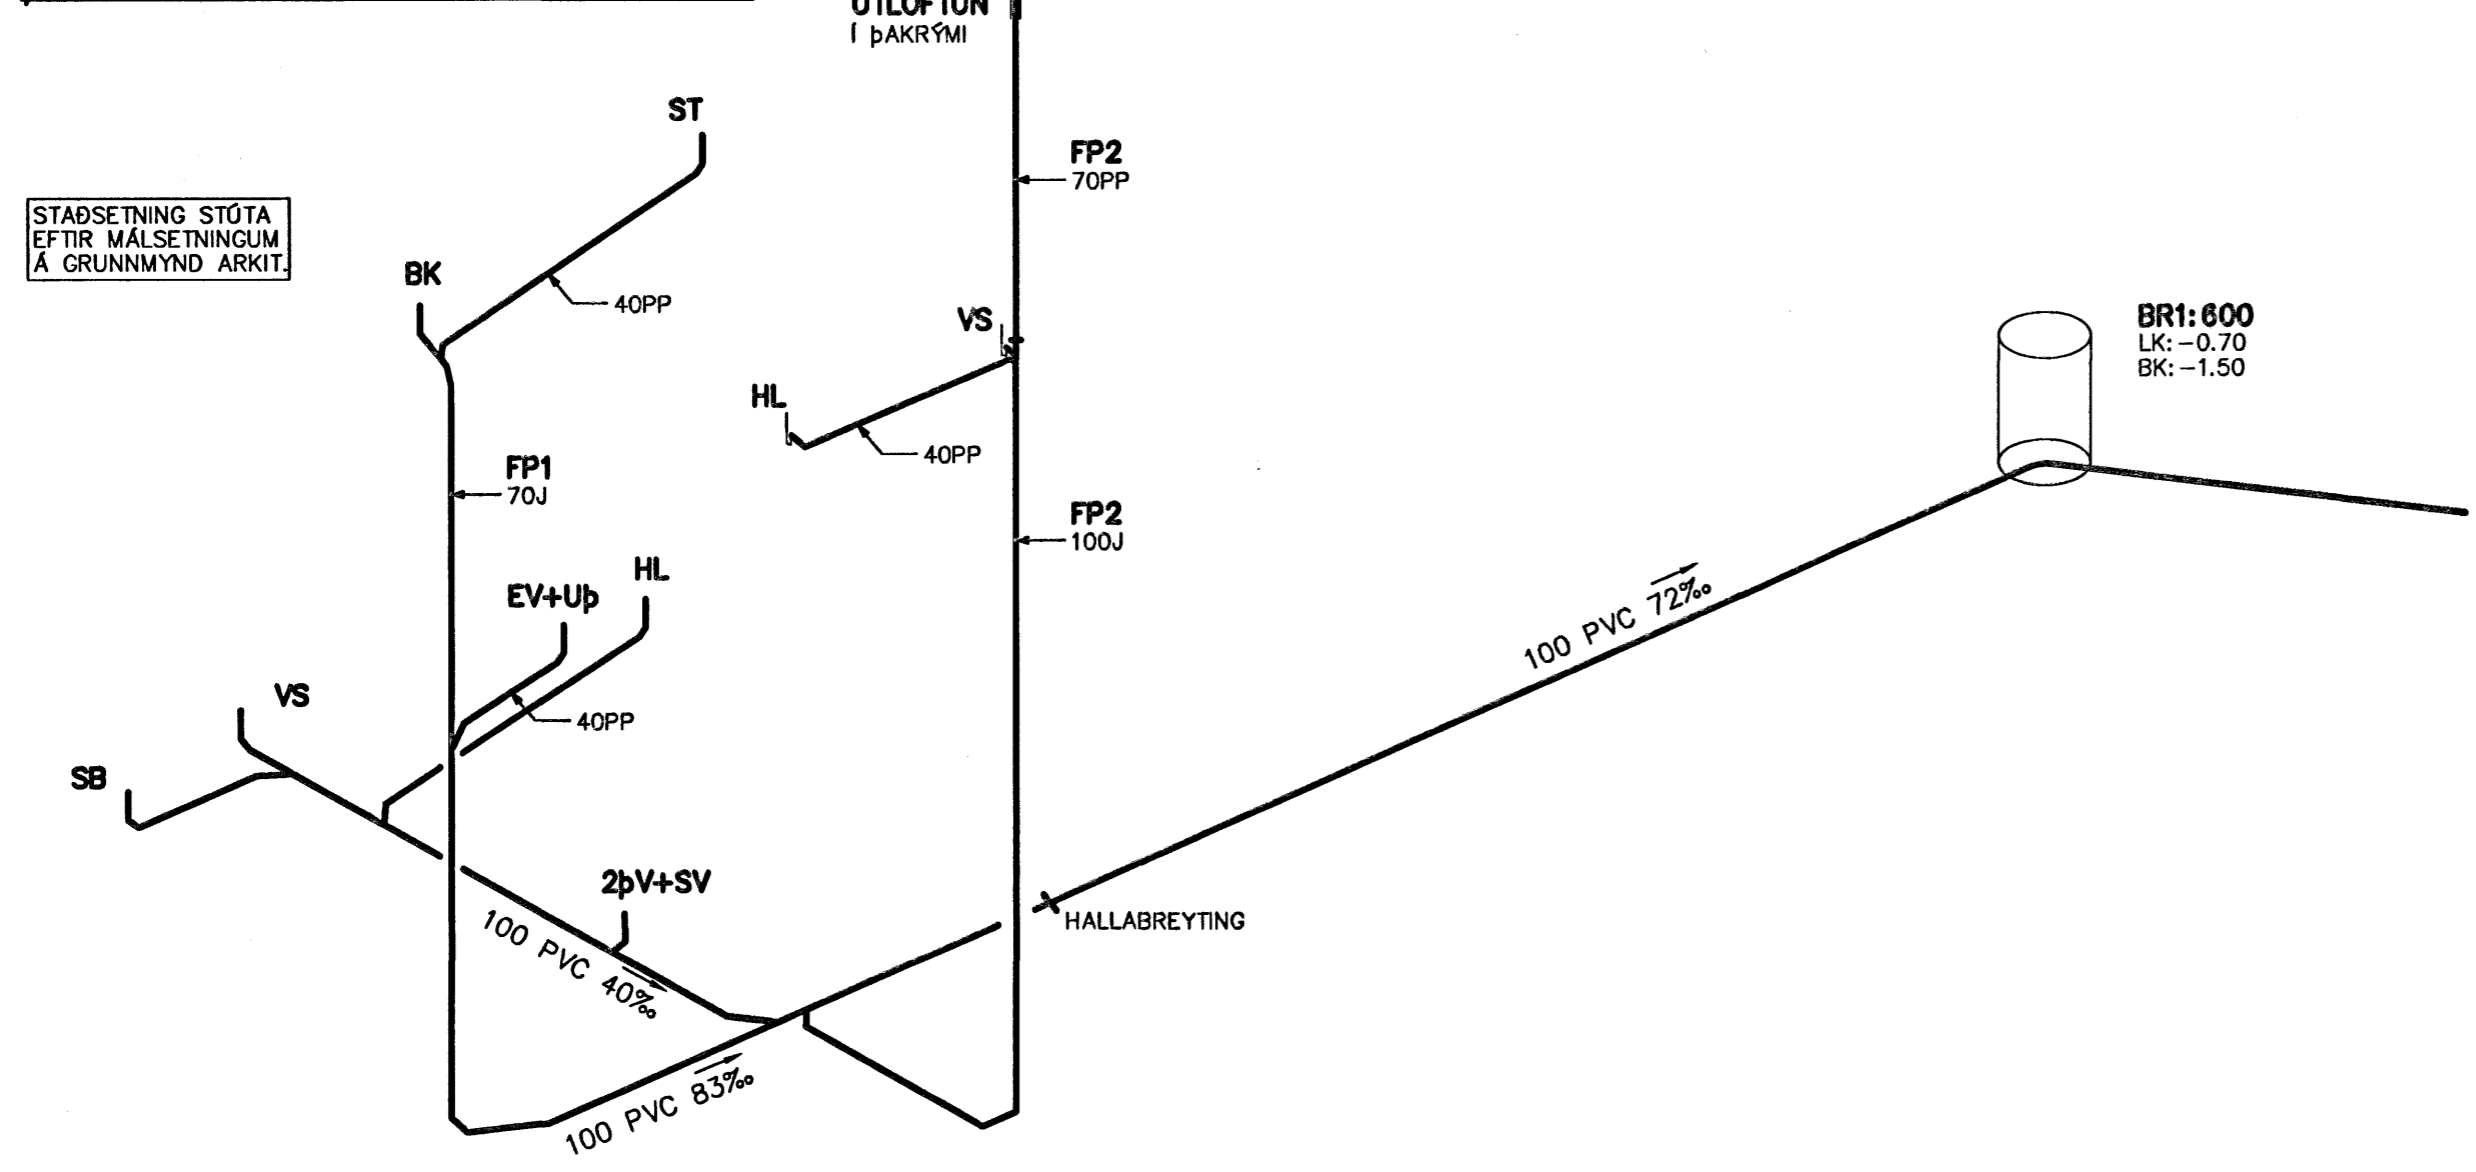 ÚTLOFTUN
Í ÞAKRÝMI
ST
FP2
70PP
STAÐSETNING STÚTA
EFTIR MÁLSETNINGUM
Á GRUNNMYND ARKIT.
BK
40PP
VS
BR1:600
LK:-0.70
BK:-1.50
HL
40PP
FP1
70J
FP2
100J
HL
EV+UÞ
100 PVC 72‰
VS
40PP
SB
2ÞV+SV
HALLABREYTING
100 PVC 40‰
100 PVC 83‰